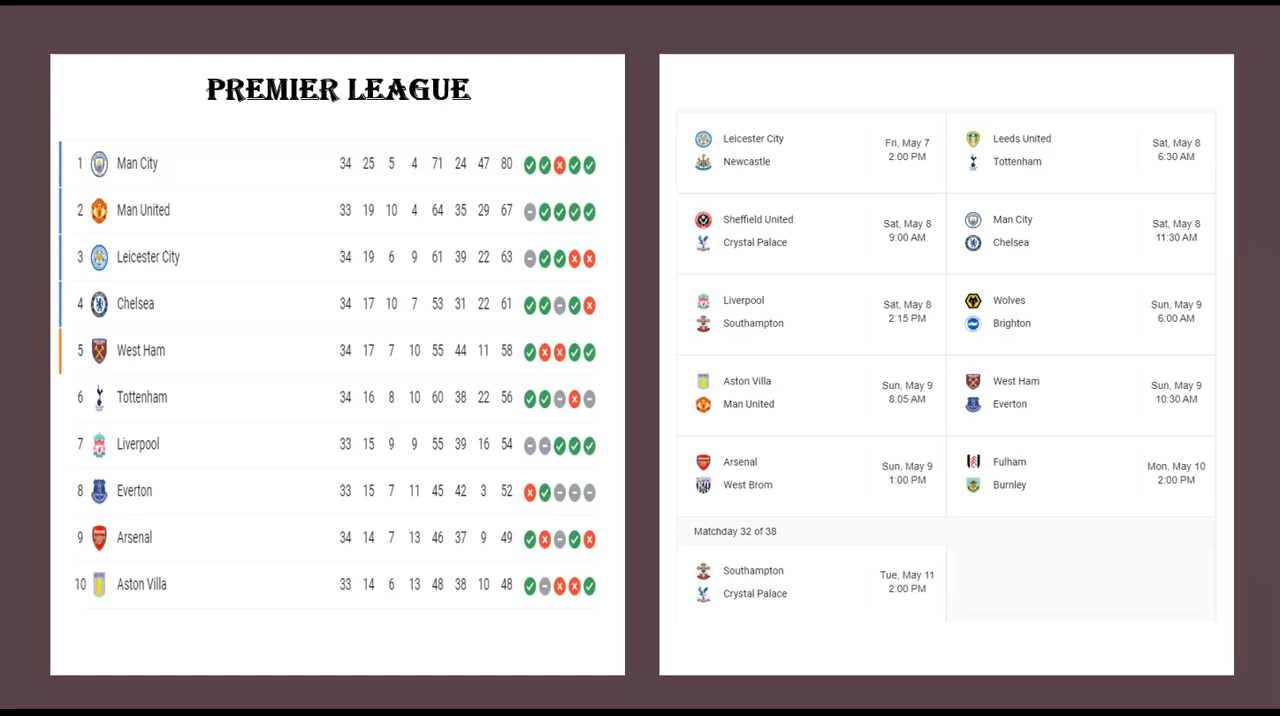 PREMIER LEAGUE
1 Man City 34 25 5 4 71 24 47 80
2 Man United 33 19 10 4 64 35 29 67
3 Leicester City 34 19 6 9 61 39 22 63
4 Chelsea 34 17 10 7 53 31 22 61
5 West Ham 34 17 7 10 55 44 11 58
6 Tottenham 34 16 8 10 60 38 22 56
7 Liverpool 33 15 9 9 55 39 16 54
8 Everton 33 15 7 11 45 42 3 52
9 Arsenal 34 14 7 13 46 37 9 49
10 Aston Villa 33 14 6 13 48 38 10 48
Leicester City
Newcastle
Fri, May 7
2:00 PM
Leeds United
Tottenham
Sat, May 8
6:30 AM
Sheffield United
Crystal Palace
Sat, May 8
9:00 AM
Man City
Chelsea
Sat, May 8
11:30 AM
Liverpool
Southampton
Sat, May 8
2:15 PM
Wolves
Brighton
Sun, May 9
6:00 AM
Aston Villa
Man United
Sun, May 9
8:05 AM
West Ham
Everton
Sun, May 9
10:30 AM
Arsenal
West Brom
Sun, May 9
1:00 PM
Fulham
Burnley
Mon, May 10
2:00 PM
Matchday 32 of 38
Southampton
Crystal Palace
Tue, May 11
2:00 PM